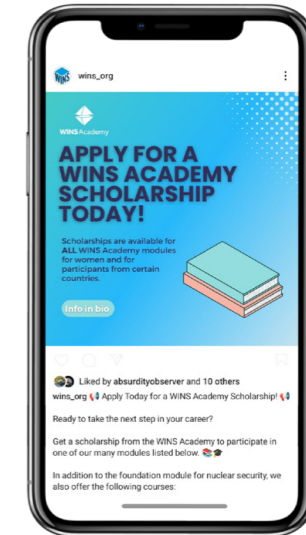 WINS
wins_org
WINS Academy
APPLY FOR A
WINS ACADEMY
SCHOLARSHIP
TODAY!
Scholarships are available for
ALL WINS Academy modules
for women and for
participants from certain
countries.
Info in bio
Liked by absurdityobserver and 10 others
wins_org 📢 Apply Today for a WINS Academy Scholarship! 📢
Ready to take the next step in your career?
Get a scholarship from the WINS Academy to participate in
one of our many modules listed below. 📚🎓
In addition to the foundation module for nuclear security, we
also offer the following courses: